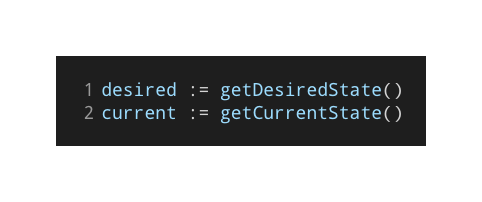 1 desired := getDesiredState()
2 current := getCurrentState()